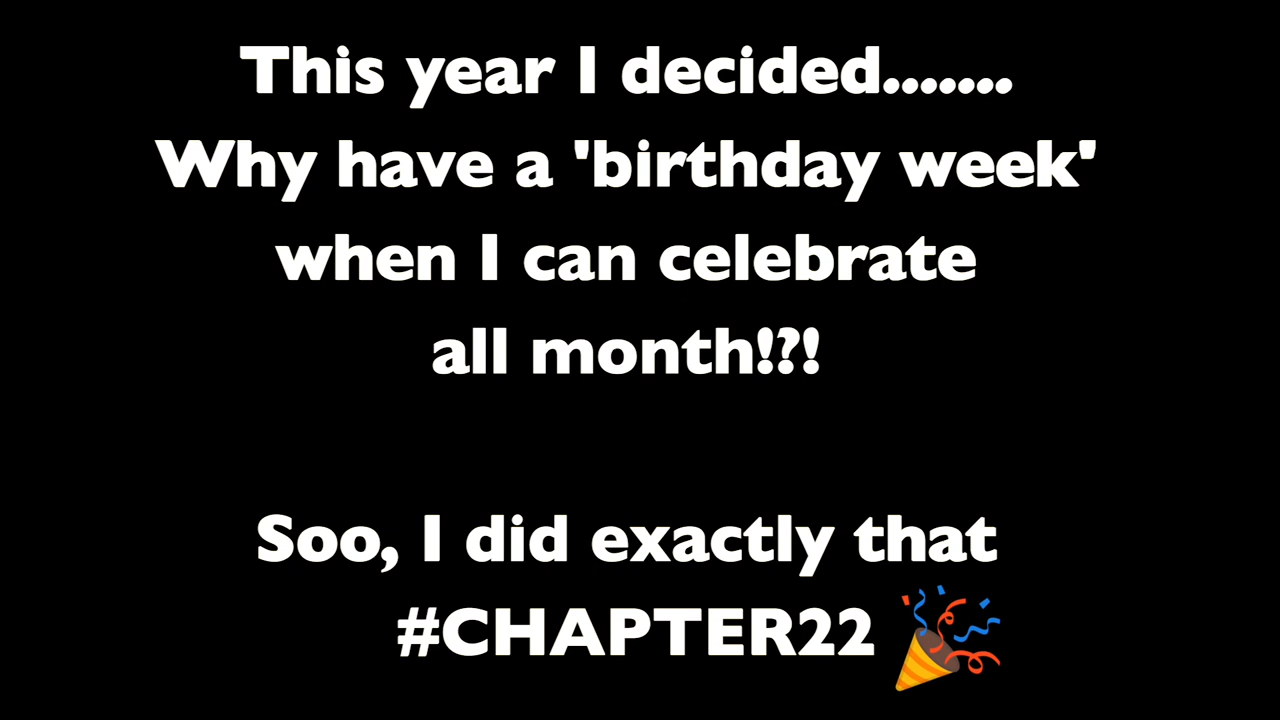 This year I decided.......
Why have a 'birthday week'
when I can celebrate
all month!?!
Soo, I did exactly that
#CHAPTER22 🎉